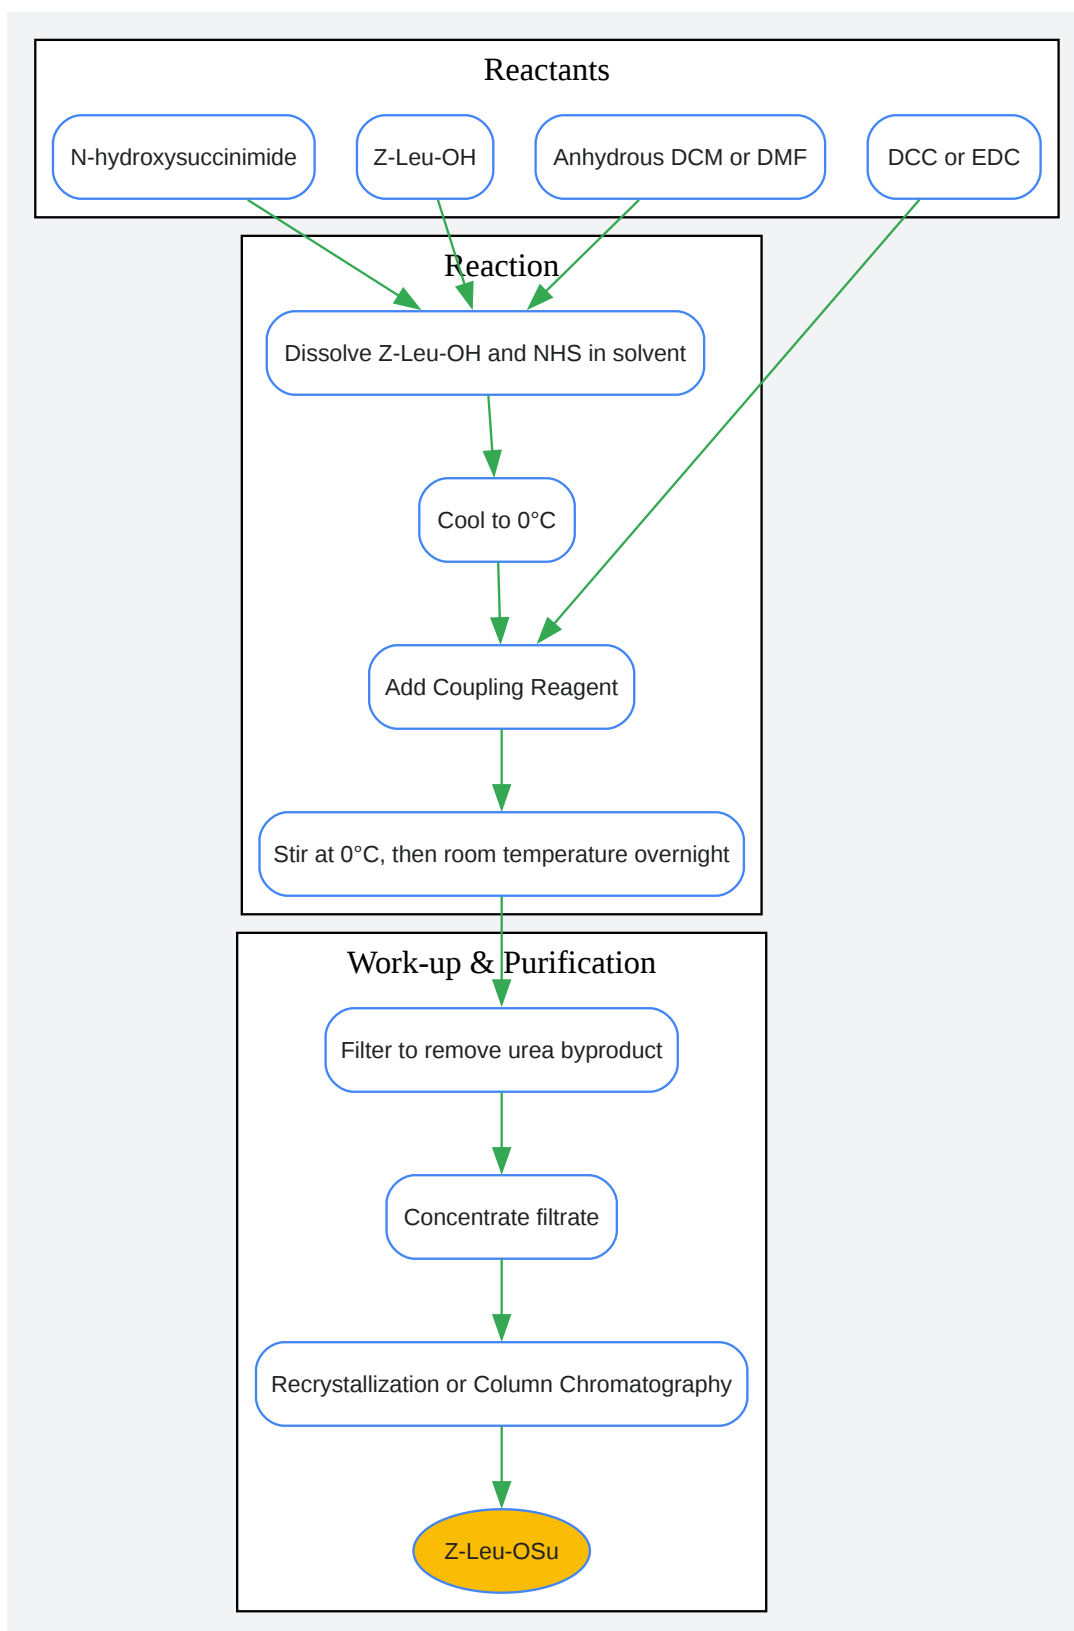 Reactants
N-hydroxysuccinimide
Z-Leu-OH
Anhydrous DCM or DMF
DCC or EDC
Reaction
Dissolve Z-Leu-OH and NHS in solvent
Cool to 0°C
Add Coupling Reagent
Stir at 0°C, then room temperature overnight
Work-up & Purification
Filter to remove urea byproduct
Concentrate filtrate
Recrystallization or Column Chromatography
Z-Leu-OSu